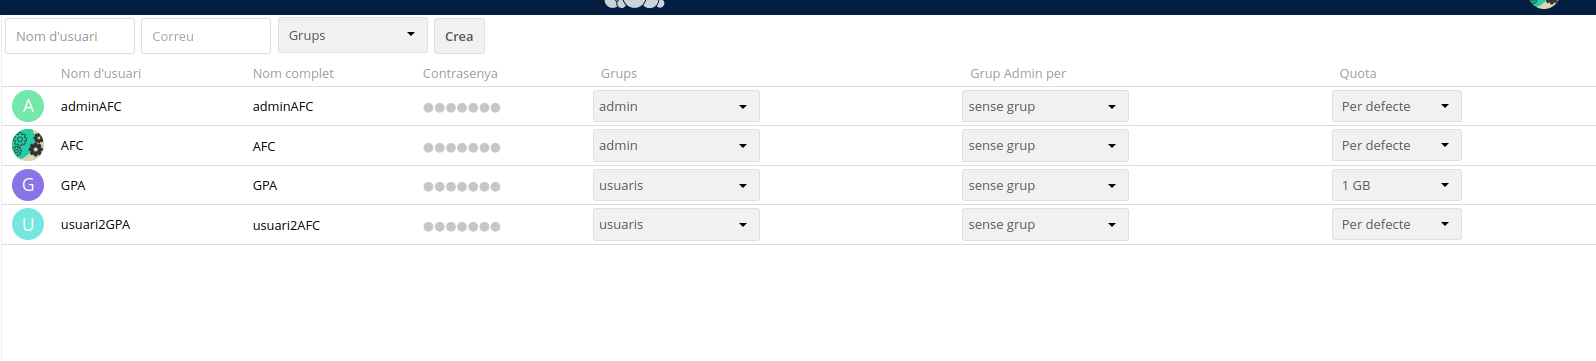 Nom d'usuari Correu Grups Crea
Nom d'usuari Nom complet Contrasenya Grups Grup Admin per Quota
A adminAFC adminAFC ●●●●●●● admin sense grup Per defecte
AFC AFC ●●●●●●● admin sense grup Per defecte
G GPA GPA ●●●●●●● usuaris sense grup 1 GB
U usuari2GPA usuari2AFC ●●●●●●● usuaris sense grup Per defecte